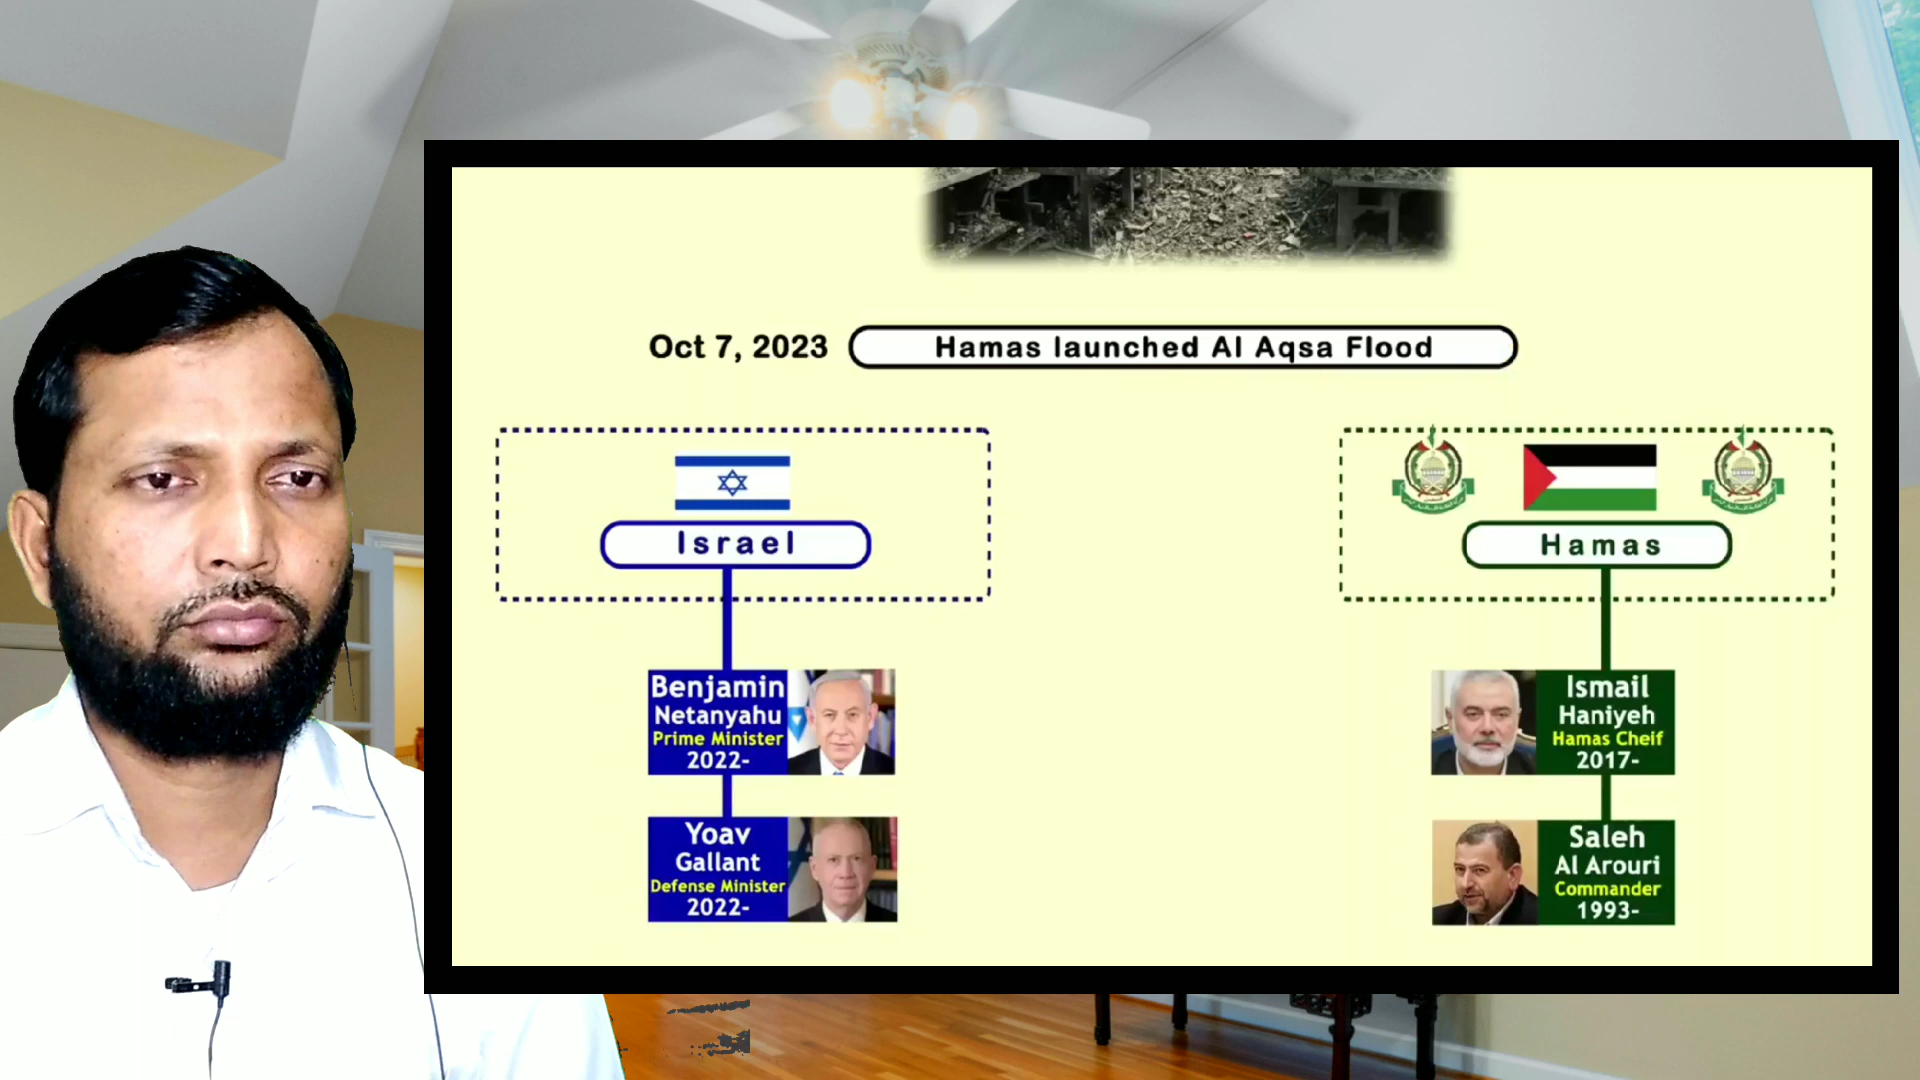 Oct 7, 2023
Hamas launched Al Aqsa Flood
Israel
Hamas
Benjamin
Netanyahu
Prime Minister
2022-
Ismail
Haniyeh
Hamas Cheif
2017-
Yoav
Gallant
Defense Minister
2022-
Saleh
Al Arouri
Commander
1993-